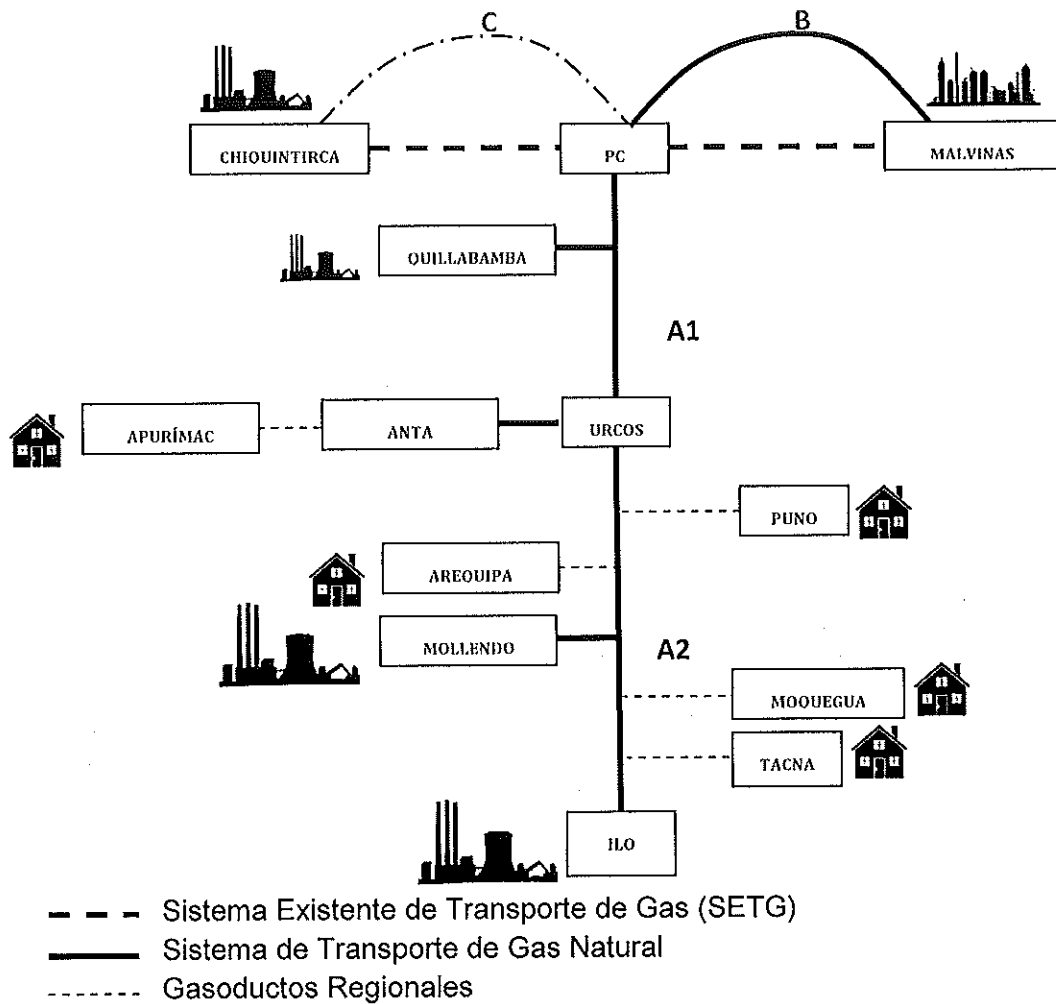 C
B
CHIQUINTIRCA
PC
MALVINAS
QUILLABAMBA
A1
APURÍMAC
ANTA
URCOS
PUNO
AREQUIPA
MOLLENDO
A2
MOQUEGUA
TACNA
ILO
Sistema Existente de Transporte de Gas (SETG)
Sistema de Transporte de Gas Natural
Gasoductos Regionales